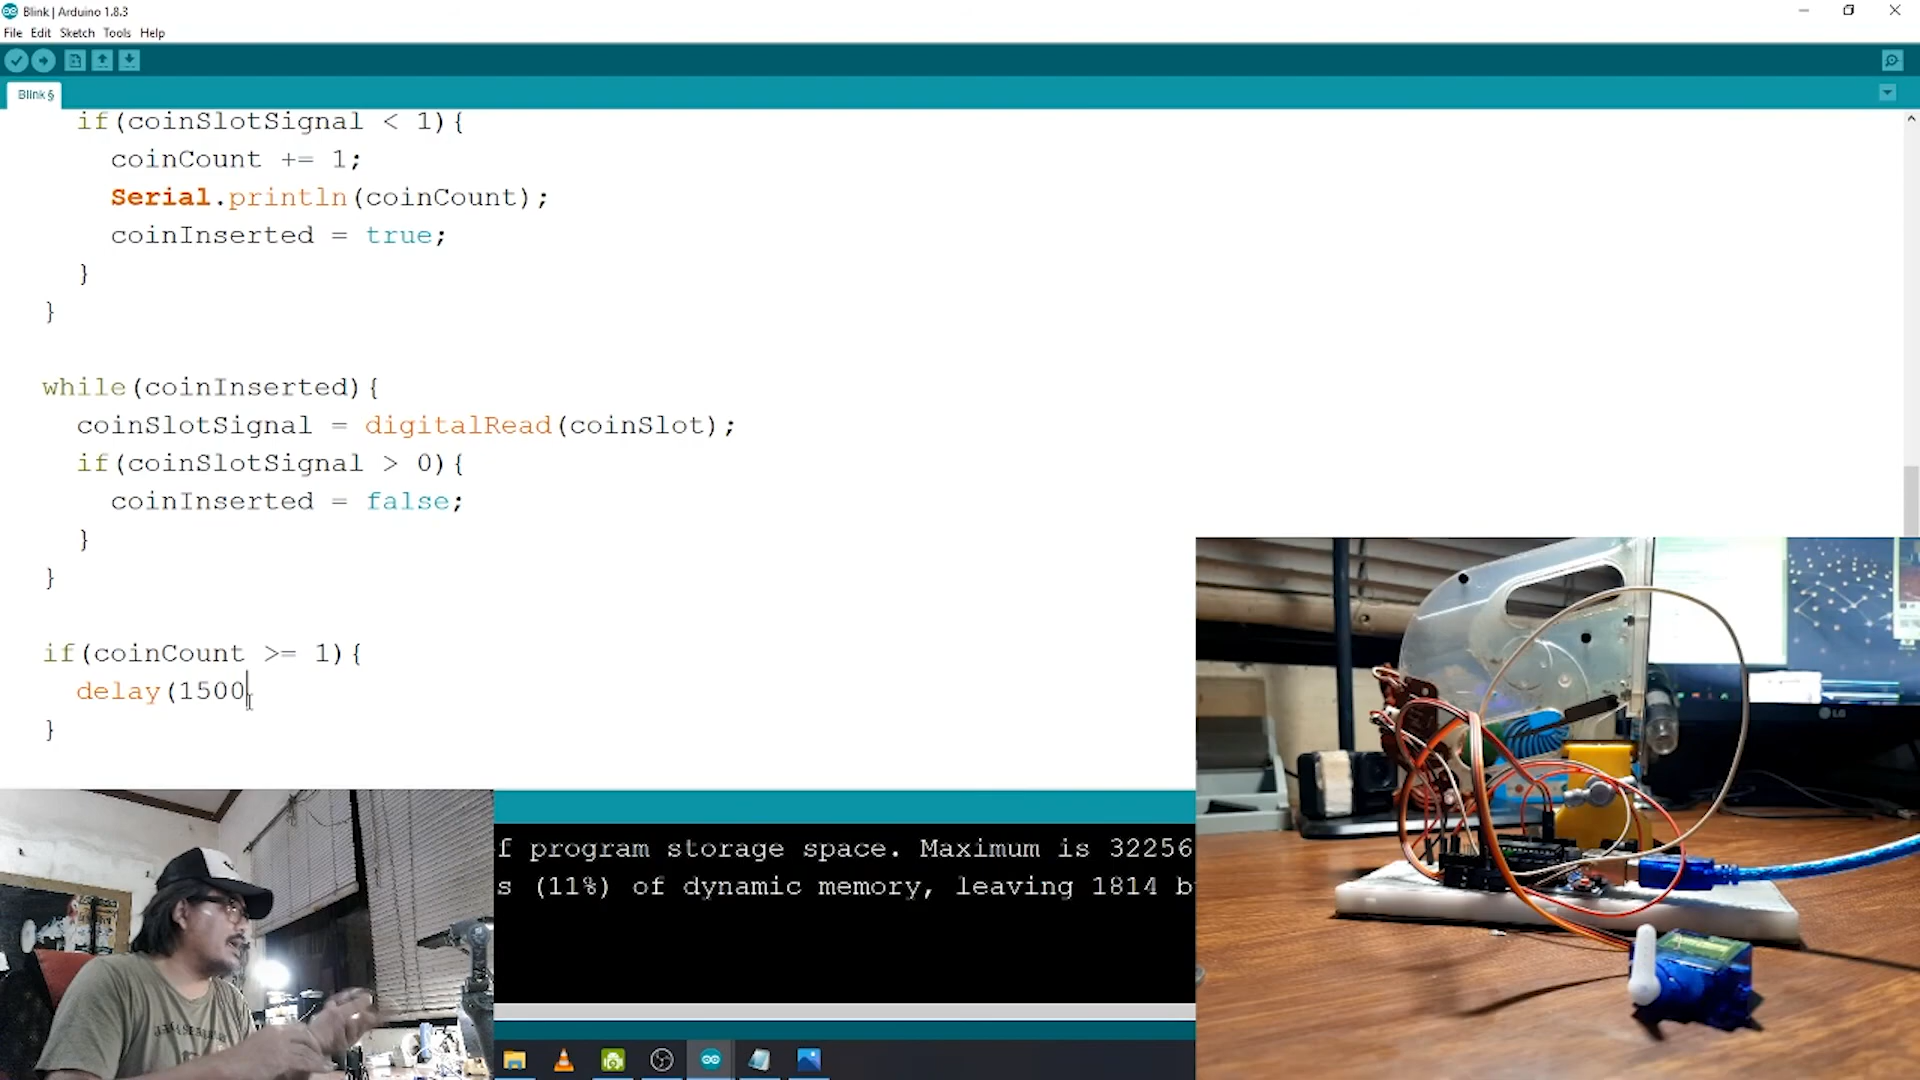 Blink | Arduino 1.8.3
File Edit Sketch Tools Help
Blink §
if(coinSlotSignal < 1){
coinCount += 1;
Serial.println(coinCount);
coinInserted = true;
}
}
while(coinInserted){
coinSlotSignal = digitalRead(coinSlot);
if(coinSlotSignal > 0){
coinInserted = false;
}
}
if(coinCount >= 1){
delay(1500
}
f program storage space. Maximum is 32256
s (11%) of dynamic memory, leaving 1814 b
LG